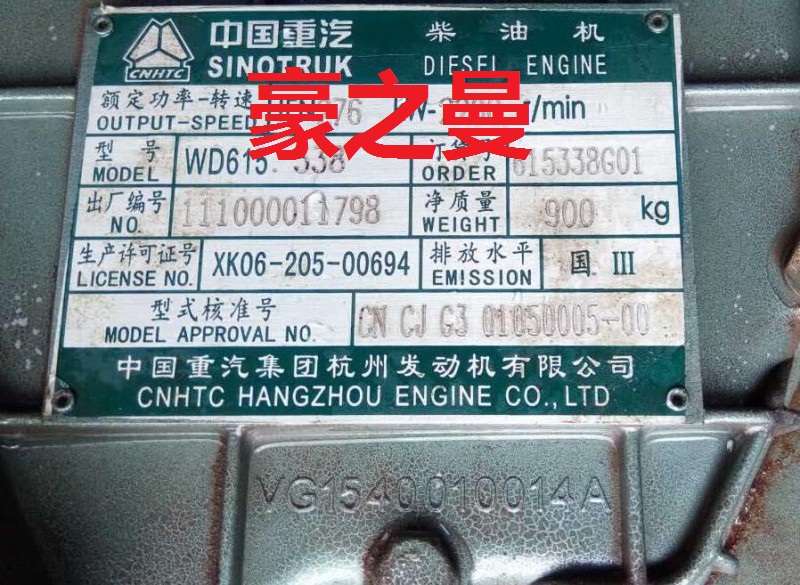 中国重汽 柴油机
CNHTC SINOTRUK DIESEL ENGINE
豪之曼
额定功率-转速
OUTPUT-SPEED 276 r/min
型号 WD615.338 订货号 615338G01
MODEL ORDER
出厂编号 111000011798 净质量 900 kg
NO. WEIGHT
生产许可证号 XK06-205-00694 排放水平 国.III
LICENSE NO. EMISSION
型式核准号 CN CJ G3 01050005-00
MODEL APPROVAL NO.
中国重汽集团杭州发动机有限公司
CNHTC HANGZHOU ENGINE CO.,LTD
VG1540010014A